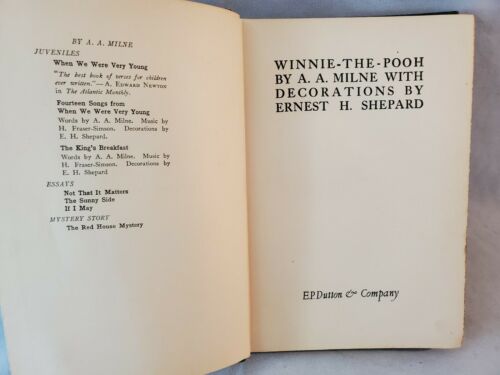 BY A. A. MILNE
JUVENILES
When We Were Very Young
"The best book of verses for children
ever written."—A. EDWARD NEWTON
in The Atlantic Monthly.
Fourteen Songs from
When We Were Very Young
Words by A. A. Milne. Music by
H. Fraser-Simson. Decorations by
E. H. Shepard.
The King's Breakfast
Words by A. A. Milne. Music by
H. Fraser-Simson. Decorations by
E. H. Shepard
ESSAYS
Not That It Matters
The Sunny Side
If I May
MYSTERY STORY
The Red House Mystery
WINNIE-THE-POOH
BY A. A. MILNE WITH
DECORATIONS BY
ERNEST H. SHEPARD
E.P.Dutton & Company